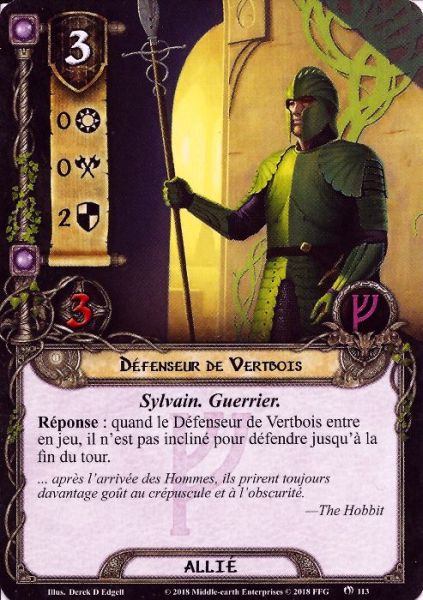 3
0
0
2
3
Défenseur de Vertbois
Sylvain. Guerrier.
Réponse : quand le Défenseur de Vertbois entre
en jeu, il n'est pas incliné pour défendre jusqu'à la
fin du tour.
... après l'arrivée des Hommes, ils prirent toujours
davantage goût au crépuscule et à l'obscurité.
—The Hobbit
ALLIÉ
Illus. Derek D Edgell
© 2018 Middle-earth Enterprises © 2018 FFG
113